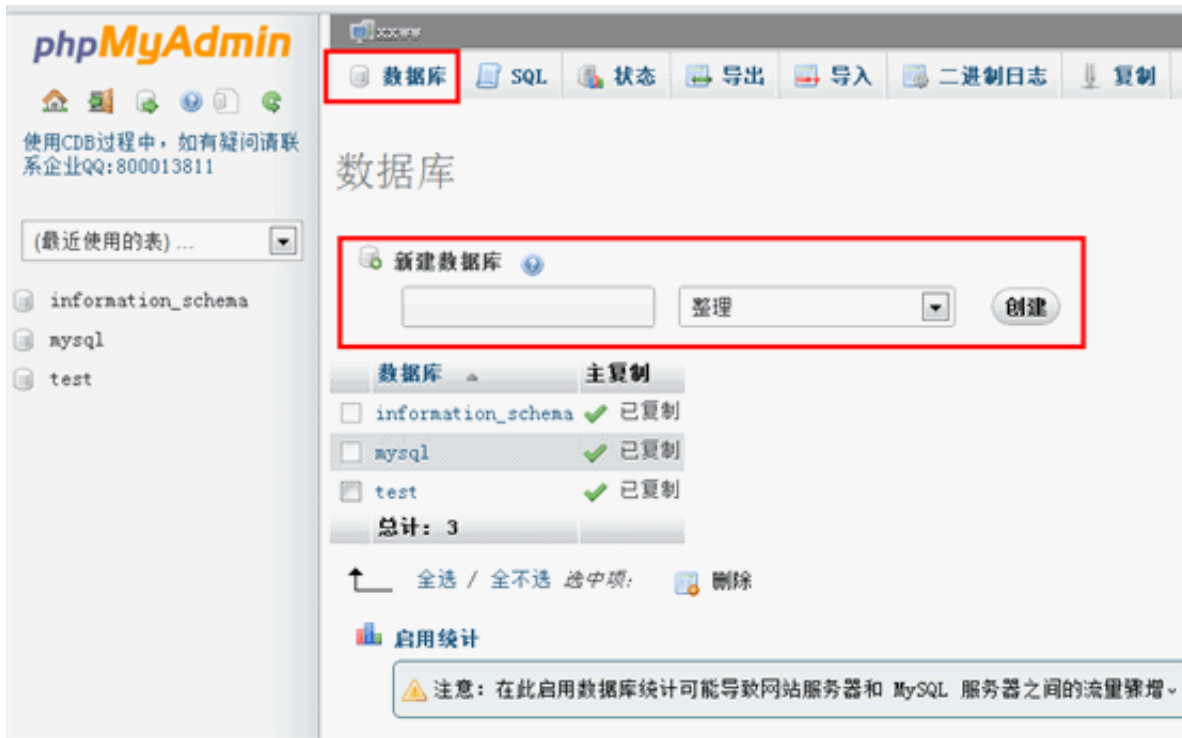 phpMyAdmin
使用CDB过程中，如有疑问请联
系企业QQ:800013811
(最近使用的表) ...
information_schema
mysql
test
数据库 SQL 状态 导出 导入 二进制日志 复制
数据库
新建数据库
整理 创建
数据库 主复制
information_schema 已复制
mysql 已复制
test 已复制
总计: 3
全选 / 全不选 选中项: 删除
启用统计
注意: 在此启用数据库统计可能导致网站服务器和 MySQL 服务器之间的流量骤增。